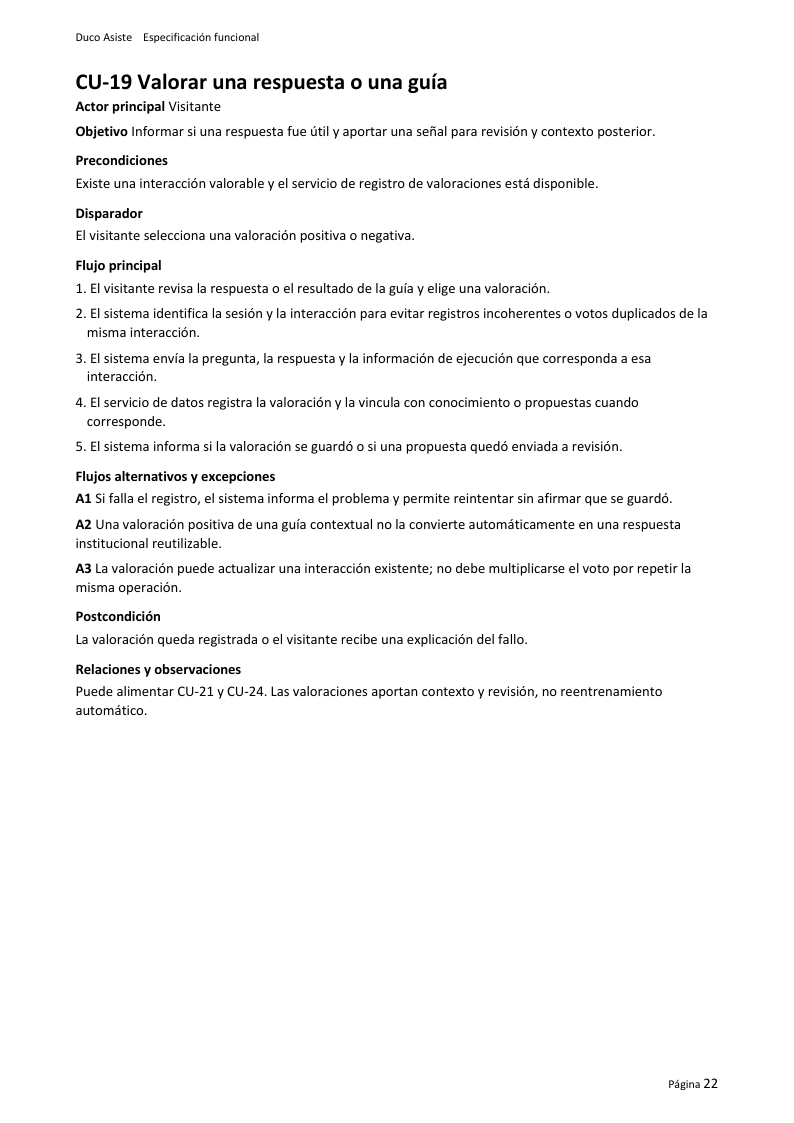 Duco Asiste Especificación funcional
CU-19 Valorar una respuesta o una guía
Actor principal Visitante
Objetivo Informar si una respuesta fue útil y aportar una señal para revisión y contexto posterior.
Precondiciones
Existe una interacción valorable y el servicio de registro de valoraciones está disponible.
Disparador
El visitante selecciona una valoración positiva o negativa.
Flujo principal
1. El visitante revisa la respuesta o el resultado de la guía y elige una valoración.
2. El sistema identifica la sesión y la interacción para evitar registros incoherentes o votos duplicados de la
misma interacción.
3. El sistema envía la pregunta, la respuesta y la información de ejecución que corresponda a esa
interacción.
4. El servicio de datos registra la valoración y la vincula con conocimiento o propuestas cuando
corresponde.
5. El sistema informa si la valoración se guardó o si una propuesta quedó enviada a revisión.
Flujos alternativos y excepciones
A1 Si falla el registro, el sistema informa el problema y permite reintentar sin afirmar que se guardó.
A2 Una valoración positiva de una guía contextual no la convierte automáticamente en una respuesta
institucional reutilizable.
A3 La valoración puede actualizar una interacción existente; no debe multiplicarse el voto por repetir la
misma operación.
Postcondición
La valoración queda registrada o el visitante recibe una explicación del fallo.
Relaciones y observaciones
Puede alimentar CU-21 y CU-24. Las valoraciones aportan contexto y revisión, no reentrenamiento
automático.
Página 22